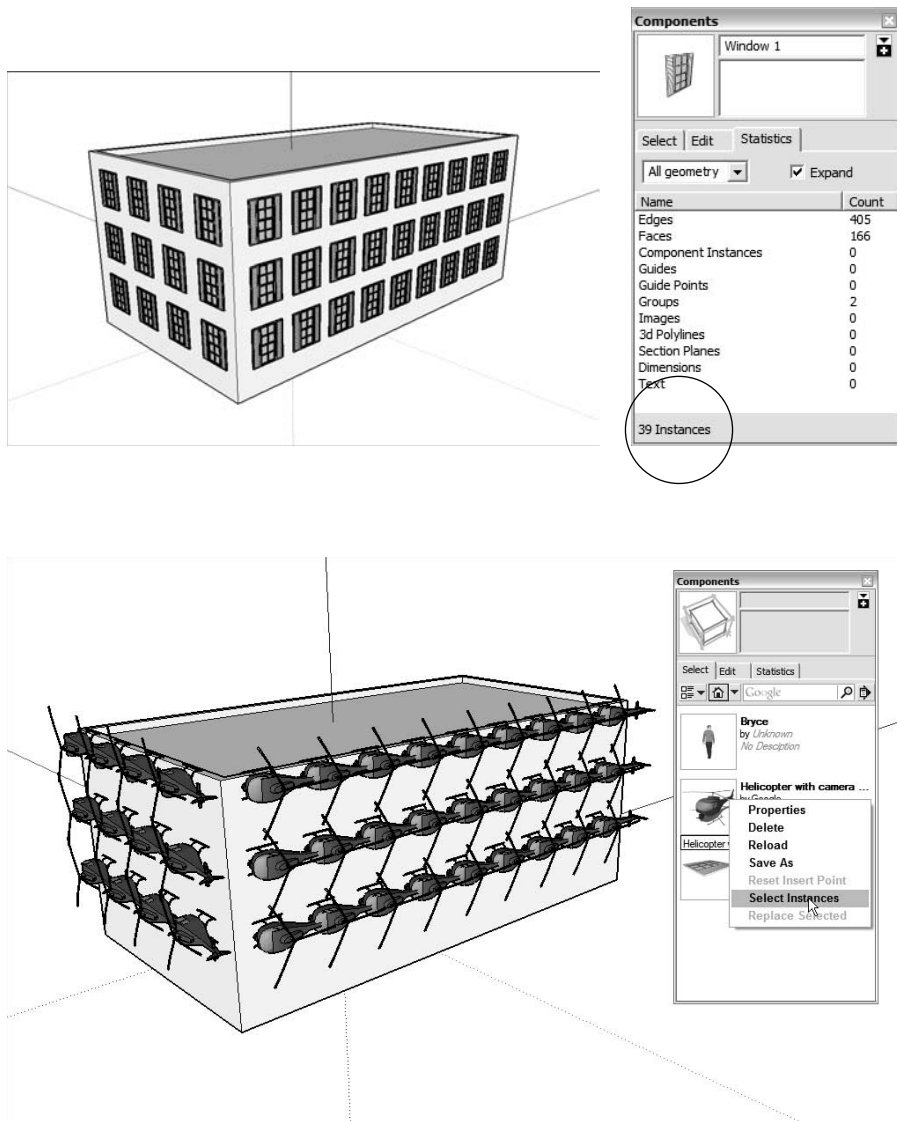 Components
Window 1
Select Edit Statistics
All geometry Expand
Name Count
Edges 405
Faces 166
Component Instances 0
Guides 0
Guide Points 0
Groups 2
Images 0
3d Polylines 0
Section Planes 0
Dimensions 0
Text 0
39 Instances
Components
Select Edit Statistics
Google
Bryce
by Unknown
No Desciption
Helicopter with camera ...
by Google
Properties
Delete
Reload
Save As
Helicopter
Reset Insert Point
Select Instances
Replace Selected